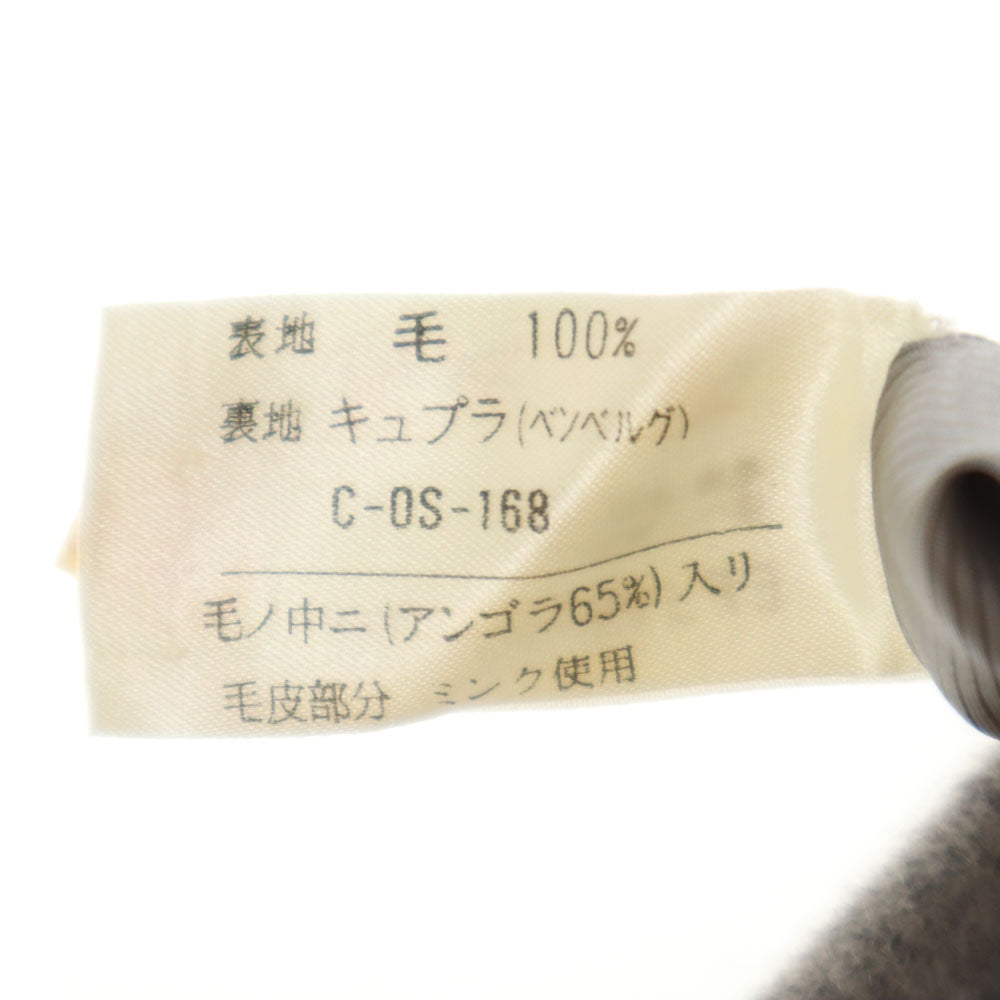 表地 毛 100%
裏地 キュプラ(ベンベルグ)
C-OS-168
毛ノ中ニ(アンゴラ65%)入リ
毛皮部分 ミンク使用